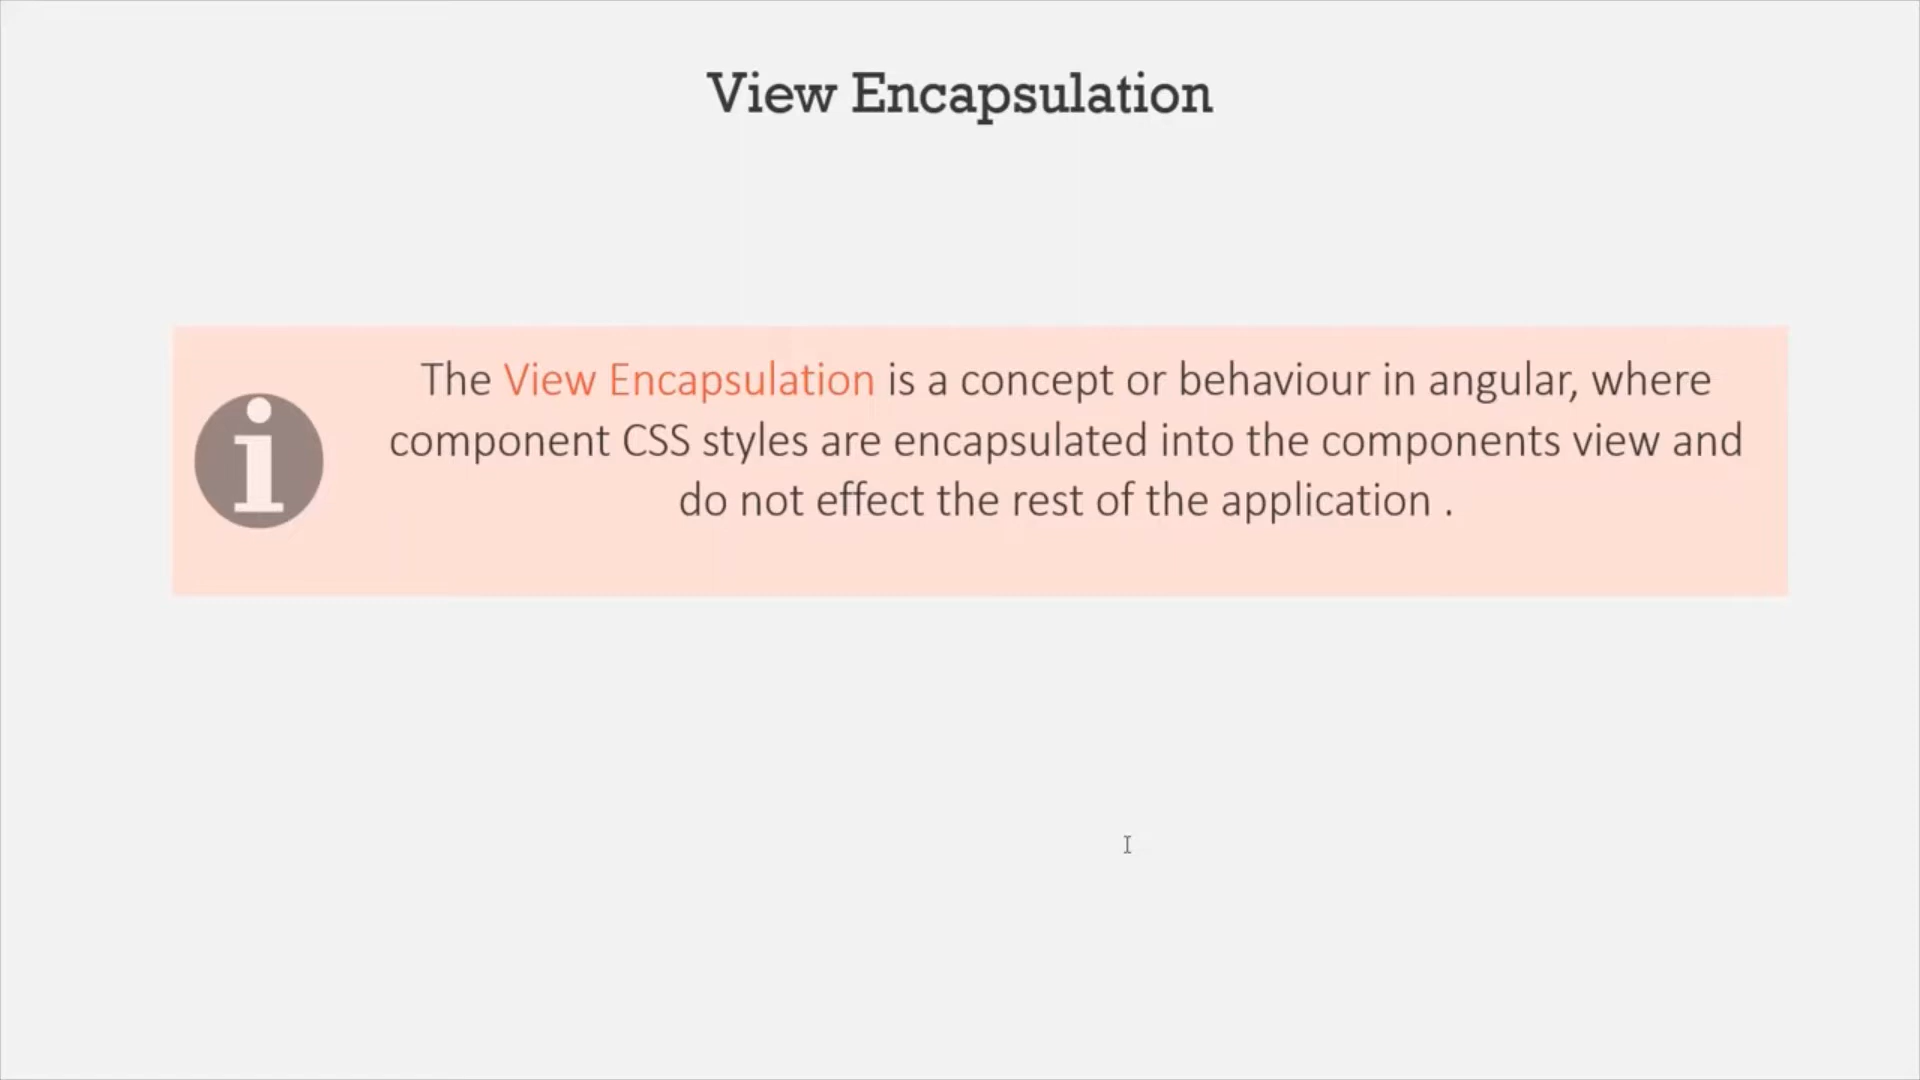 View Encapsulation
The View Encapsulation is a concept or behaviour in angular, where
component CSS styles are encapsulated into the components view and
do not effect the rest of the application .